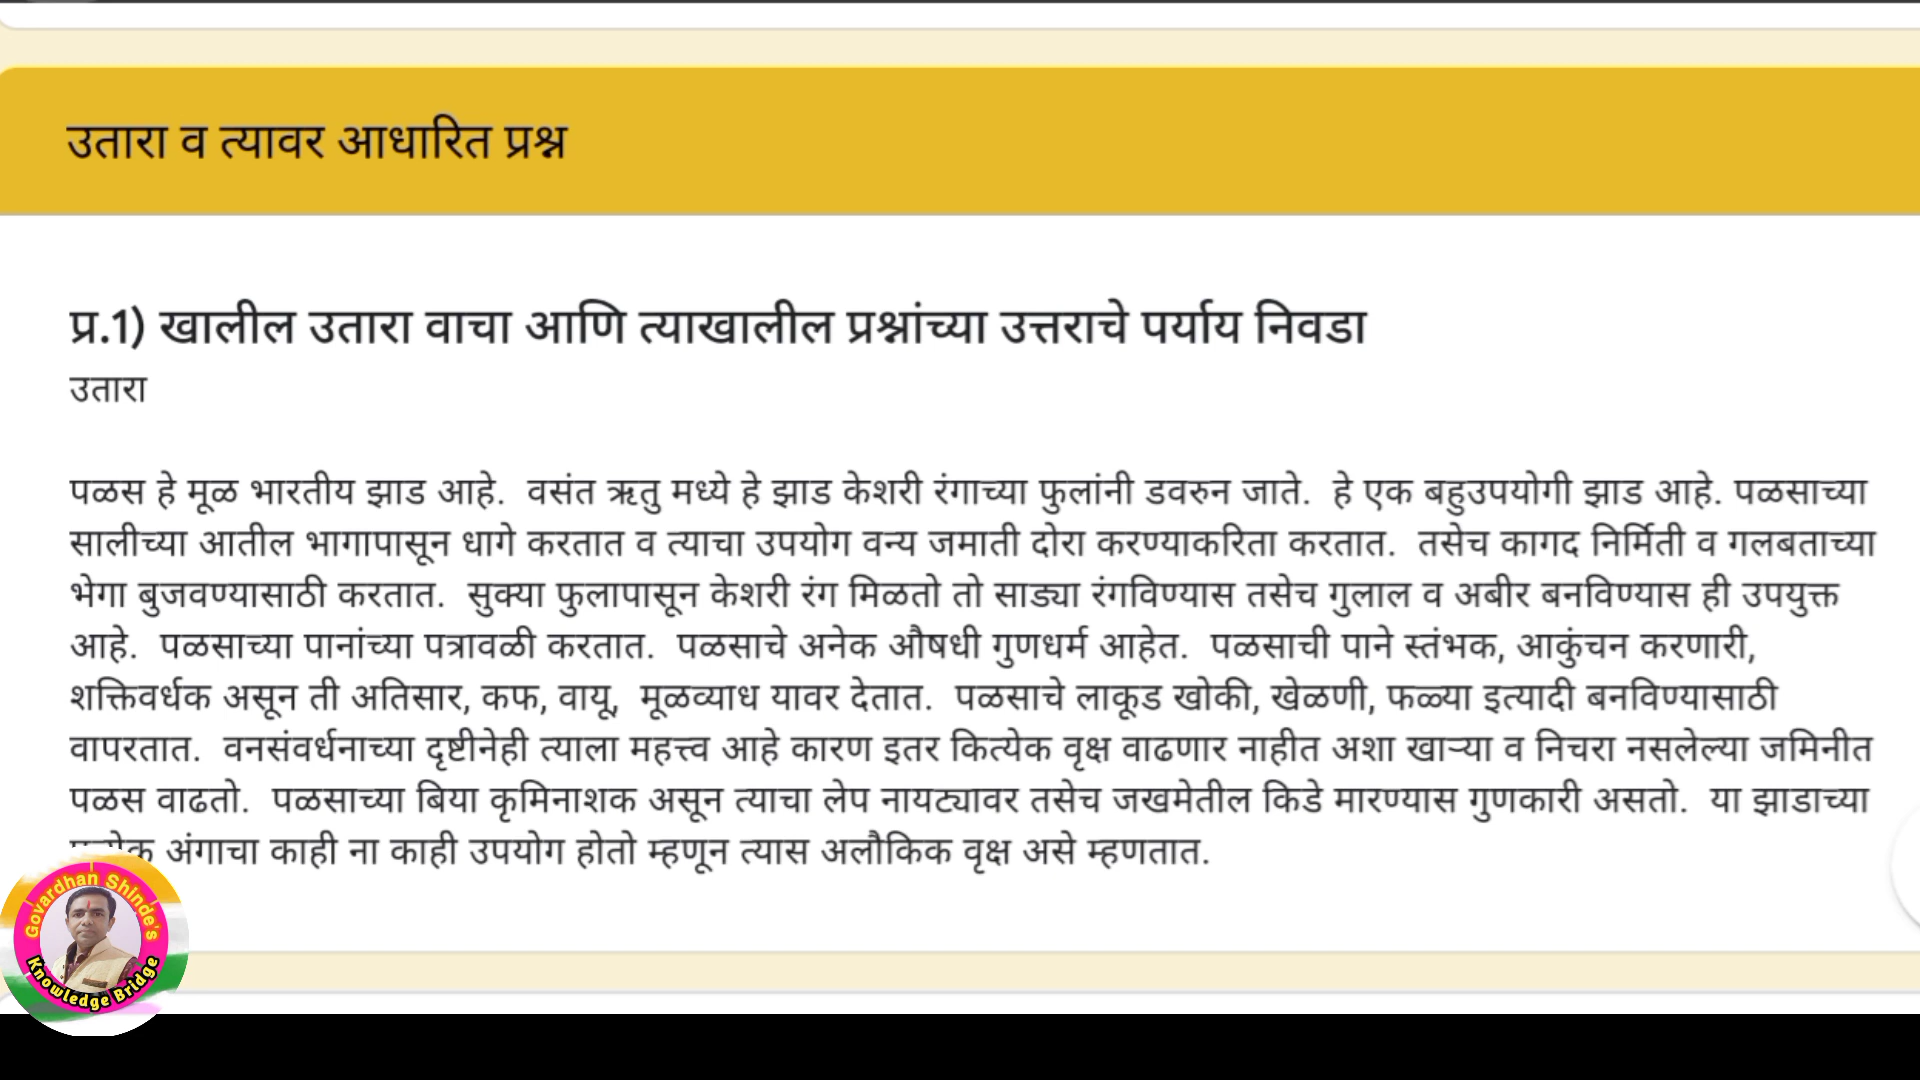 उतारा व त्यावर आधारित प्रश्न
प्र.1) खालील उतारा वाचा आणि त्याखालील प्रश्नांच्या उत्तराचे पर्याय निवडा
उतारा
पळस हे मूळ भारतीय झाड आहे. वसंत ऋतु मध्ये हे झाड केशरी रंगाच्या फुलांनी डवरुन जाते. हे एक बहुउपयोगी झाड आहे. पळसाच्या
सालीच्या आतील भागापासून धागे करतात व त्याचा उपयोग वन्य जमाती दोरा करण्याकरिता करतात. तसेच कागद निर्मिती व गलबताच्या
भेगा बुजवण्यासाठी करतात. सुक्या फुलापासून केशरी रंग मिळतो तो साड्या रंगविण्यास तसेच गुलाल व अबीर बनविण्यास ही उपयुक्त
आहे. पळसाच्या पानांच्या पत्रावळी करतात. पळसाचे अनेक औषधी गुणधर्म आहेत. पळसाची पाने स्तंभक, आकुंचन करणारी,
शक्तिवर्धक असून ती अतिसार, कफ, वायू, मूळव्याध यावर देतात. पळसाचे लाकूड खोकी, खेळणी, फळ्या इत्यादी बनविण्यासाठी
वापरतात. वनसंवर्धनाच्या दृष्टीनेही त्याला महत्त्व आहे कारण इतर कित्येक वृक्ष वाढणार नाहीत अशा खाऱ्या व निचरा नसलेल्या जमिनीत
पळस वाढतो. पळसाच्या बिया कृमिनाशक असून त्याचा लेप नायट्यावर तसेच जखमेतील किडे मारण्यास गुणकारी असतो. या झाडाच्या
अंगाचा काही ना काही उपयोग होतो म्हणून त्यास अलौकिक वृक्ष असे म्हणतात.
Govardhan Shinde's
Knowledge Bridge